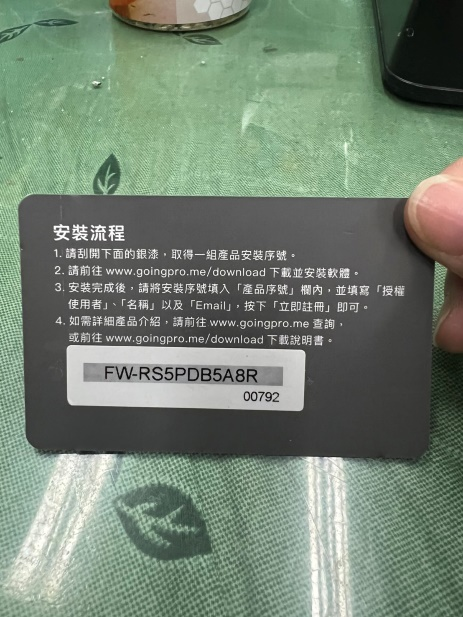 安裝流程
1. 請刮開下面的銀漆，取得一組產品安裝序號。
2. 請前往 www.goingpro.me/download 下載並安裝軟體。
3. 安裝完成後，請將安裝序號填入「產品序號」欄內，並填寫「授權
使用者」、「名稱」以及「Email」，按下「立即註冊」即可。
4. 如需詳細產品介紹，請前往 www.goingpro.me 查詢，
或前往 www.goingpro.me/download 下載說明書。
FW-RS5PDB5A8R
00792